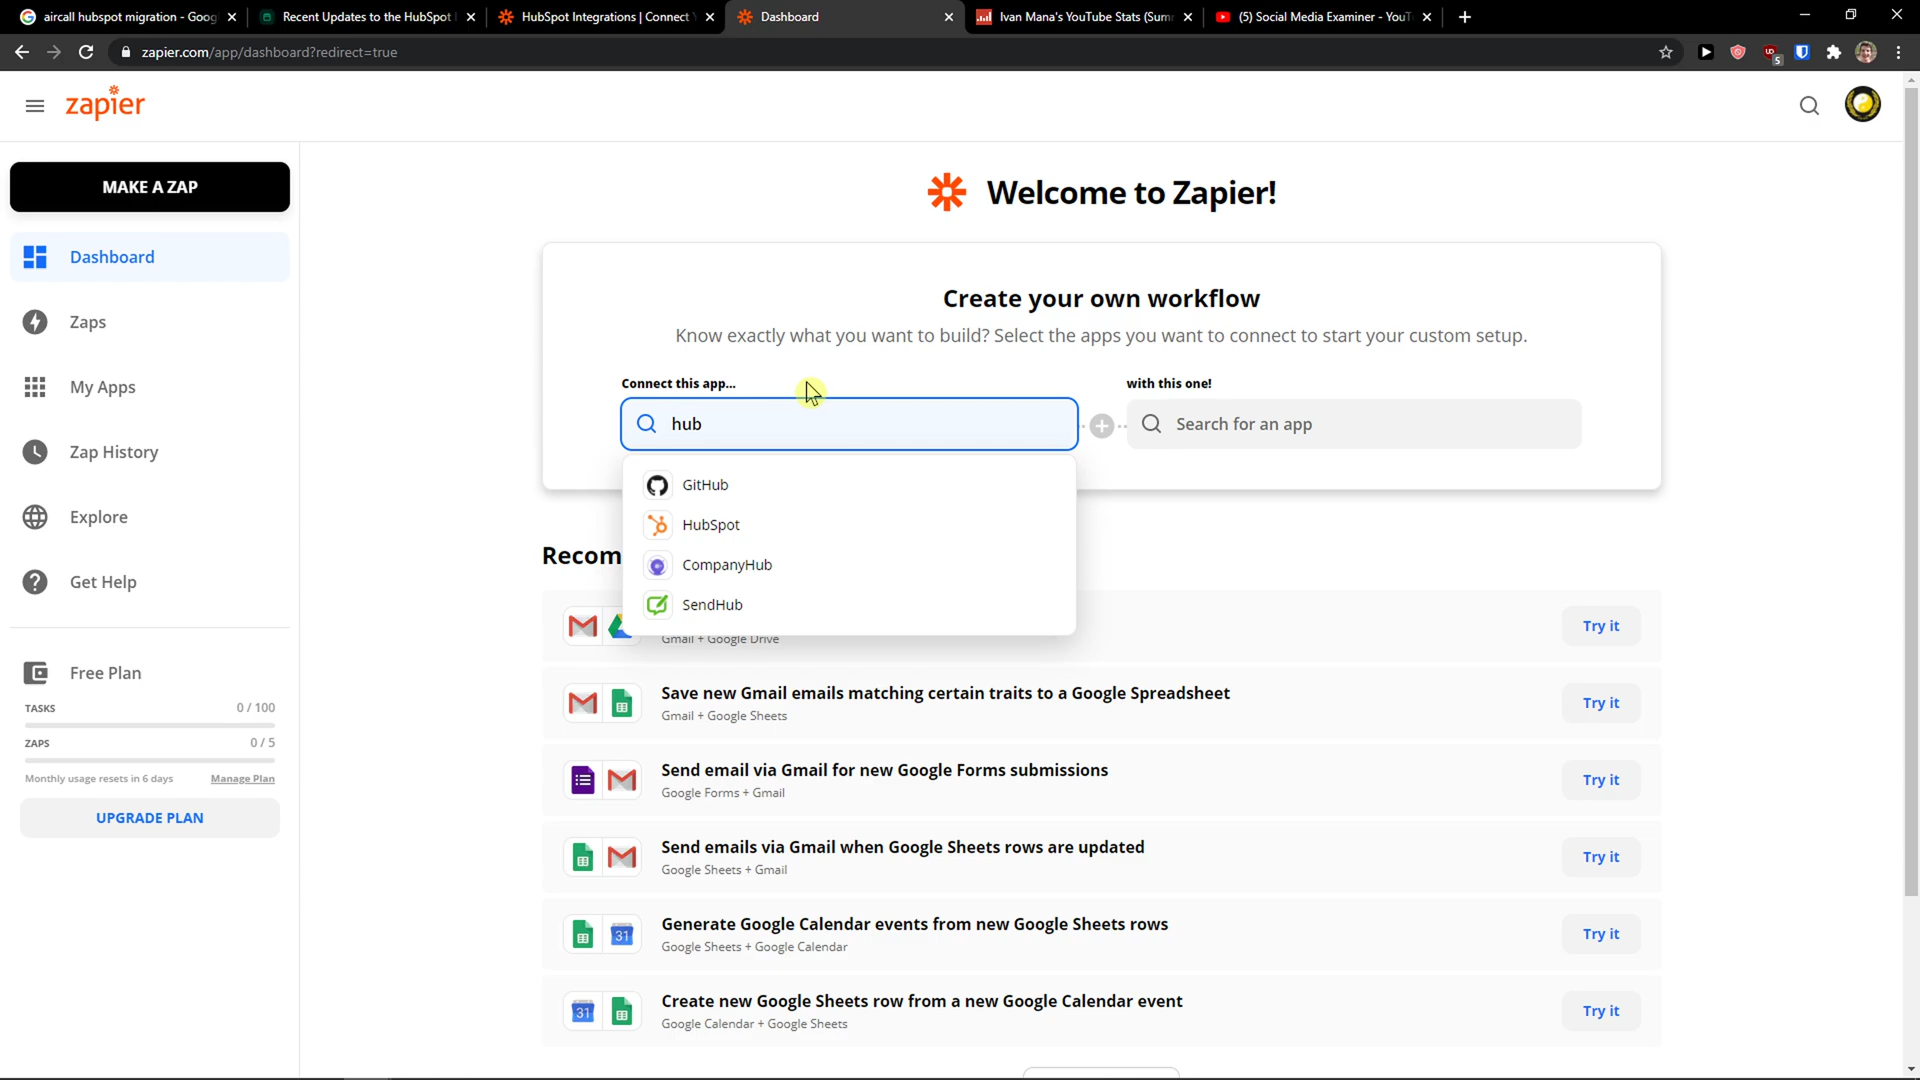 aircall hubspot migration - Goog
Recent Updates to the HubSpot I
HubSpot Integrations | Connect Y
Dashboard
Ivan Mana's YouTube Stats (Sum
(5) Social Media Examiner - YouT
zapier.com/app/dashboard?redirect=true
5
zapier
MAKE A ZAP
Dashboard
Zaps
My Apps
Zap History
Explore
Get Help
Free Plan
TASKS 0 / 100
ZAPS 0 / 5
Monthly usage resets in 6 days Manage Plan
UPGRADE PLAN
Welcome to Zapier!
Create your own workflow
Know exactly what you want to build? Select the apps you want to connect to start your custom setup.
Connect this app...
with this one!
hub
Search for an app
GitHub
HubSpot
CompanyHub
SendHub
Recom
Gmail + Google Drive
Try it
Save new Gmail emails matching certain traits to a Google Spreadsheet
Gmail + Google Sheets
Try it
Send email via Gmail for new Google Forms submissions
Google Forms + Gmail
Try it
Send emails via Gmail when Google Sheets rows are updated
Google Sheets + Gmail
Try it
Generate Google Calendar events from new Google Sheets rows
Google Sheets + Google Calendar
31
Try it
Create new Google Sheets row from a new Google Calendar event
Google Calendar + Google Sheets
31
Try it